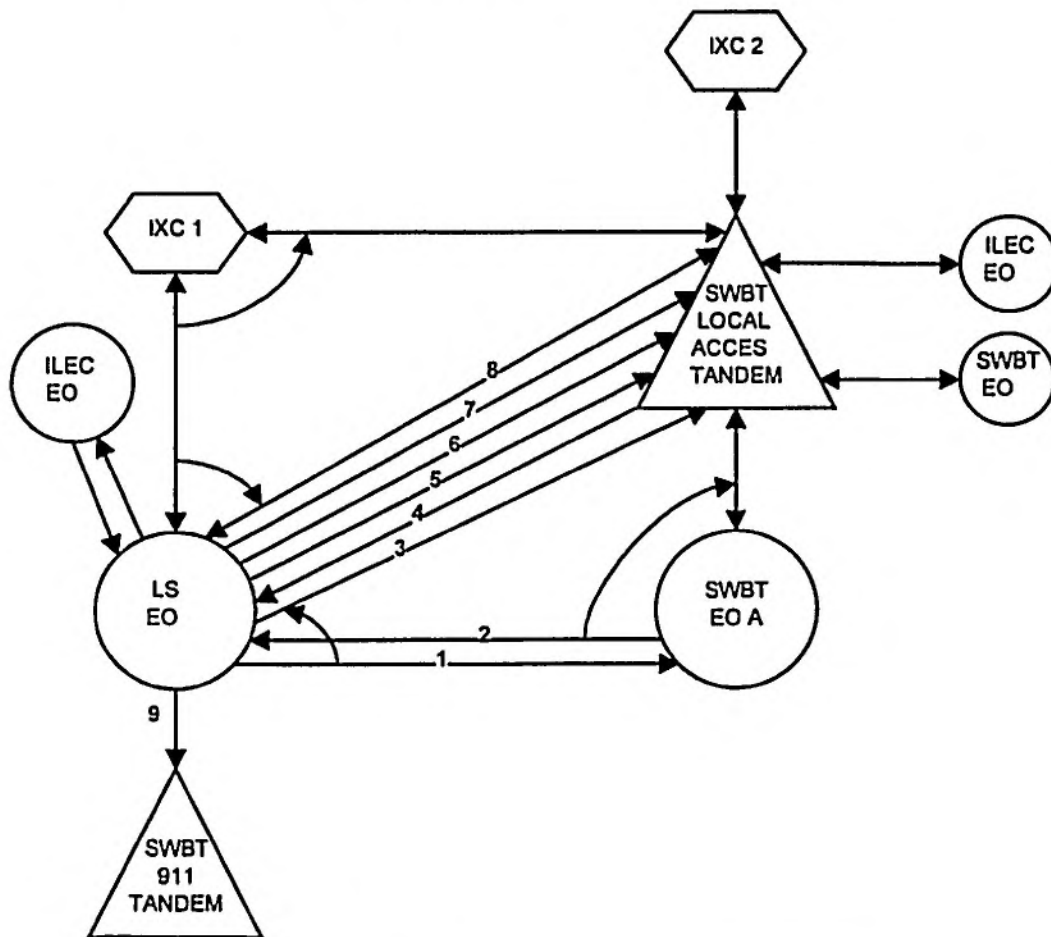 IXC 2
IXC 1
ILEC
EO
SWBT
LOCAL
ACCES
TANDEM
ILEC
EO
SWBT
EO
8
7
6
5
4
3
LS
EO
SWBT
EO A
2
1
9
SWBT
911
TANDEM